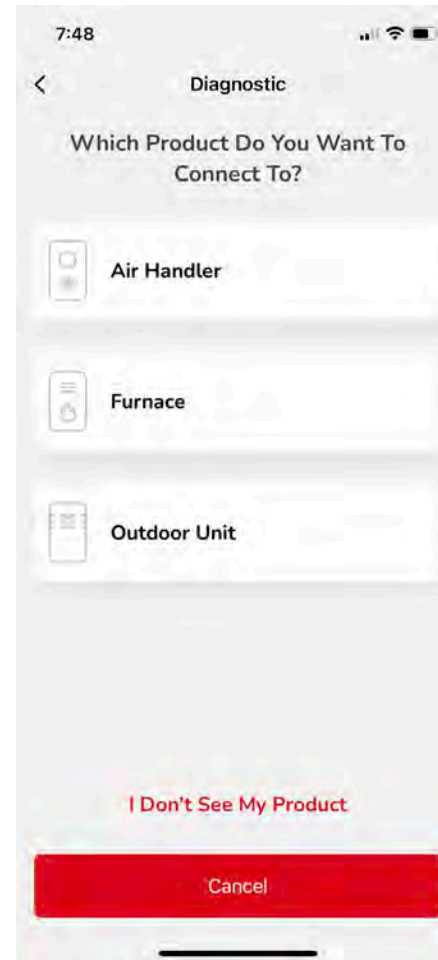 7:48
Diagnostic
Which Product Do You Want To
Connect To?
Air Handler
Furnace
Outdoor Unit
I Don't See My Product
Cancel